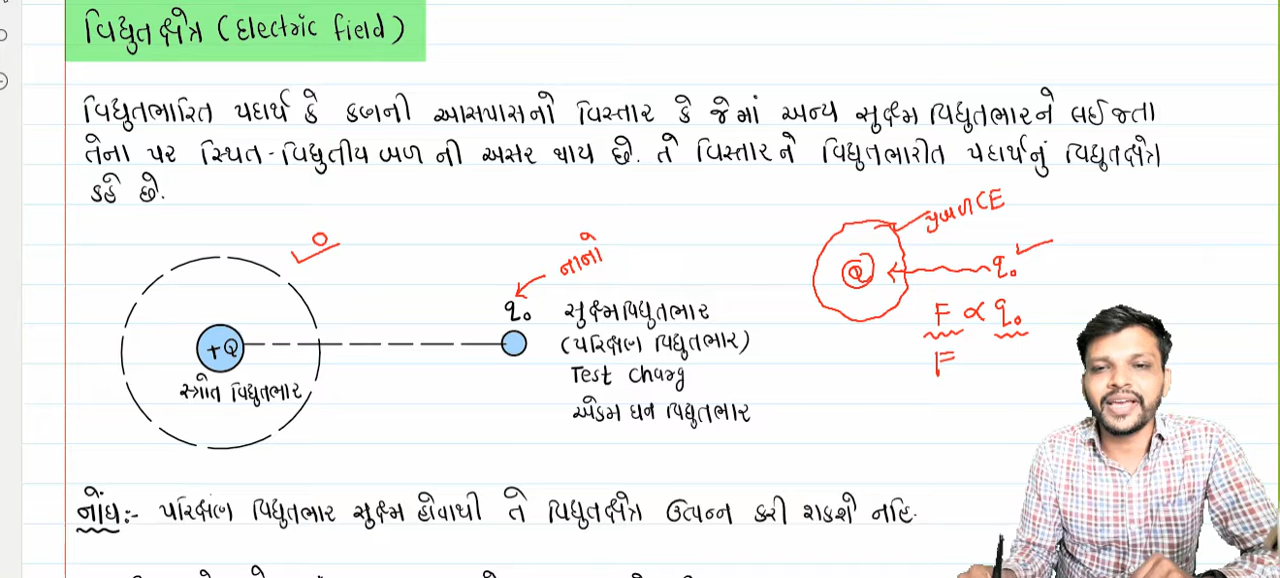 વિદ્યુતક્ષેત્ર (Electric field)
વિદ્યુતભારિત પદાર્થ કે કણની આસપાસનો વિસ્તાર કે જેમાં અન્ય સુક્ષ્મ વિદ્યુતભારને લઈજતા
તેના પર સ્થિત-વિદ્યુતીય બળ ની અસર થાય છે. તે વિસ્તારને વિદ્યુતભારીત પદાર્થનું વિદ્યુતક્ષેત્ર
કહે છે.
+Q
સ્ત્રોત વિદ્યુતભાર
નાનો
q₀
સુક્ષ્મ વિદ્યુતભાર
(પરિક્ષણ વિદ્યુતભાર)
Test Charg
એકમ ધન વિદ્યુતભાર
Q
q₀
F ∝ q₀
F
નોંધઃ- પરિક્ષણ વિદ્યુતભાર સુક્ષ્મ હોવાથી તે વિદ્યુતક્ષેત્ર ઉત્પન્ન કરી શકશે નહિ.